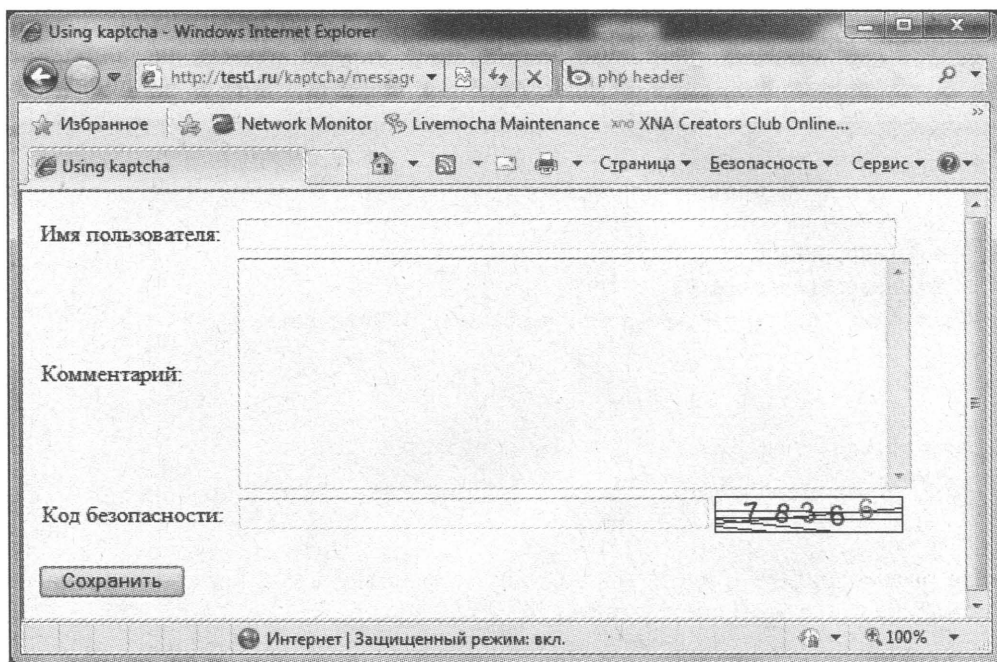 Using kaptcha - Windows Internet Explorer
http://test1.ru/kaptcha/message
php header
Избранное Network Monitor Livemocha Maintenance xna XNA Creators Club Online...
Using kaptcha Страница Безопасность Сервис
Имя пользователя:
Комментарий:
Код безопасности:
Сохранить
Интернет | Защищенный режим: вкл. 100%